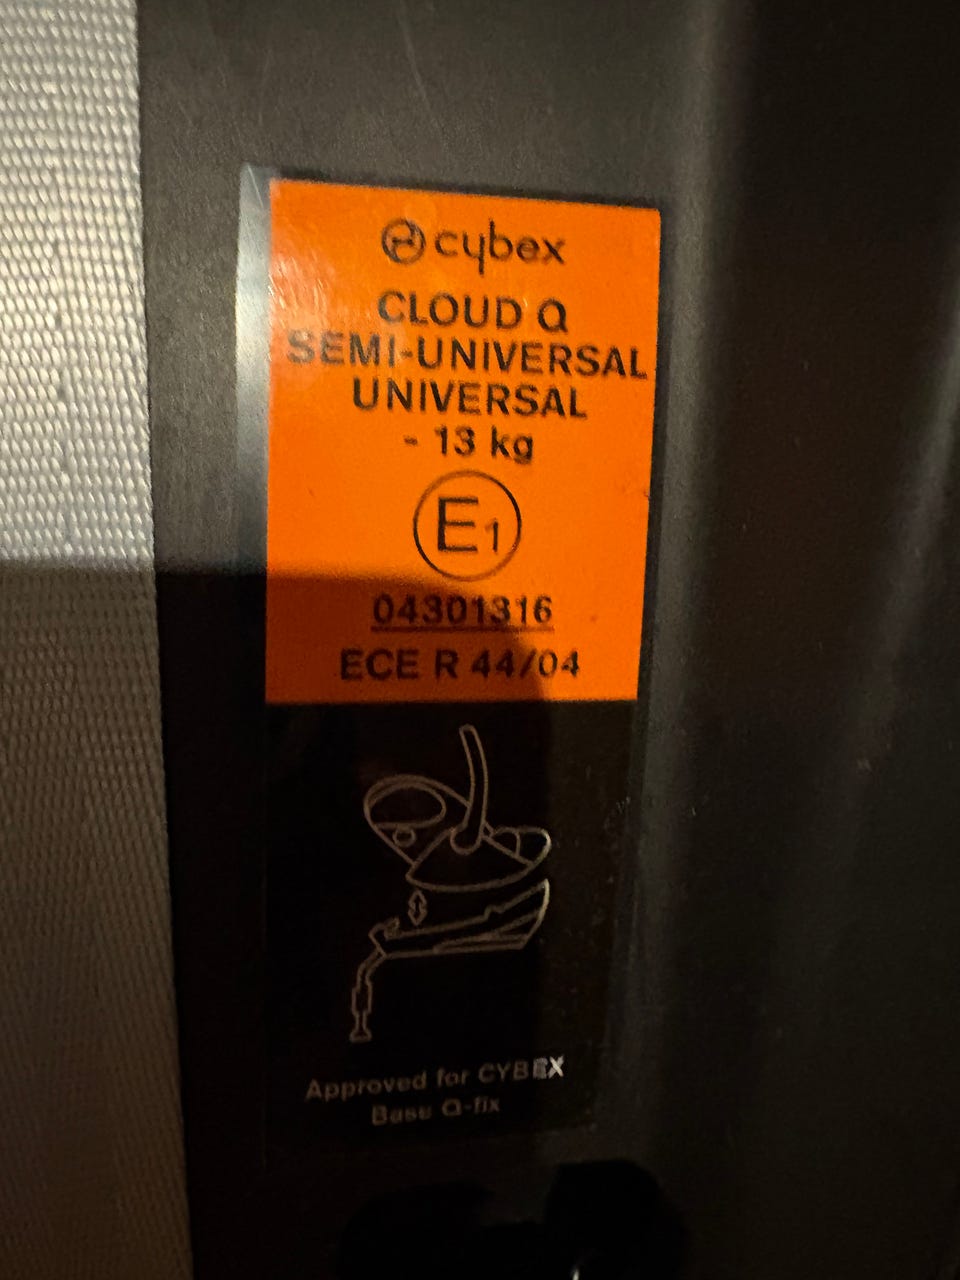 cybex
CLOUD Q
SEMI-UNIVERSAL
UNIVERSAL
- 13 kg
E1
04301316
ECE R 44/04
Approved for CYBEX
Base Q-fix